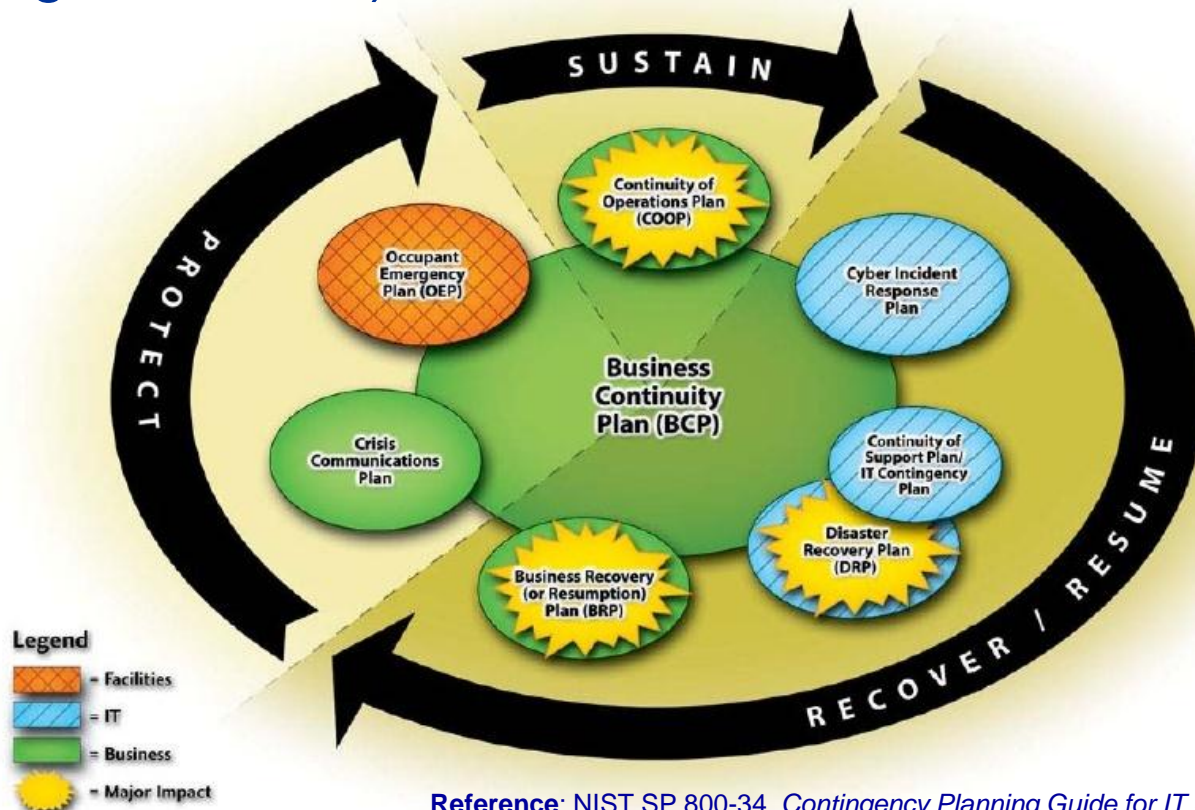 SUSTAIN
PROTECT
RECOVER / RESUME
Continuity of
Operations Plan
(COOP)
Occupant
Emergency
Plan (OEP)
Cyber Incident
Response
Plan
Business
Continuity
Plan (BCP)
Crisis
Communications
Plan
Continuity of
Support Plan/
IT Contingency
Plan
Disaster
Recovery Plan
(DRP)
Business Recovery
(or Resumption)
Plan (BRP)
Legend
= Facilities
= IT
= Business
= Major Impact
Reference: NIST SP 800-34, Contingency Planning Guide for IT